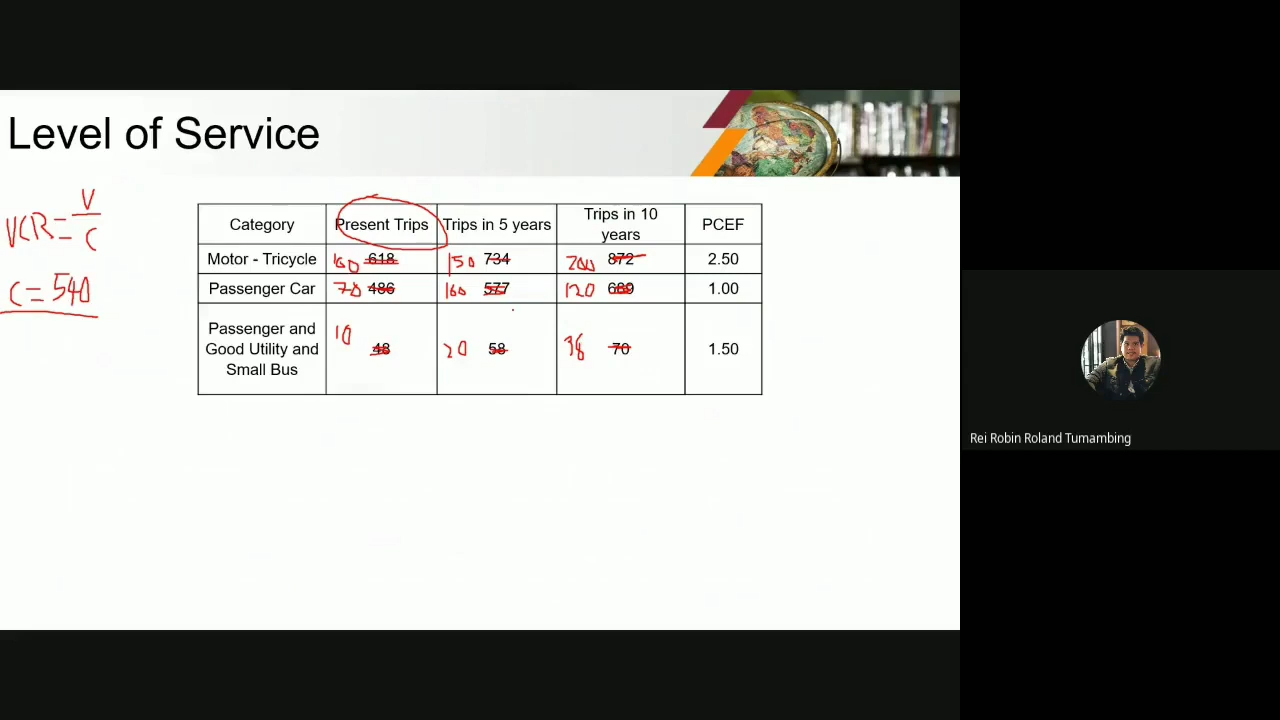 Level of Service
VCR = V/C
C = 540
Category Present Trips Trips in 5 years Trips in 10 years PCEF
Motor - Tricycle 100 618 150 734 200 872 2.50
Passenger Car 70 486 100 577 120 689 1.00
Passenger and
Good Utility and
Small Bus
10 48 20 58 38 70 1.50
Rei Robin Roland Tumambing